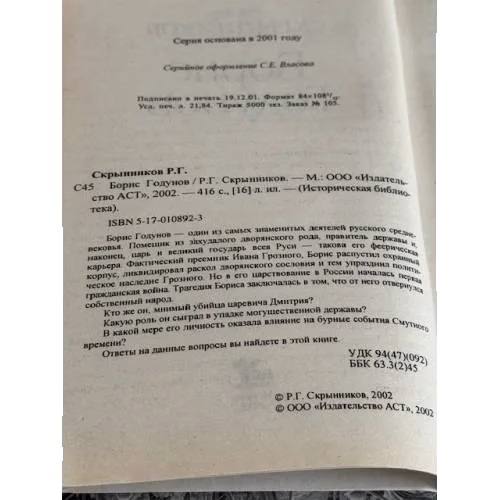 Серия основана в 2001 году
Серийное оформление С.Е. Власова
Подписано в печать 19.12.01. Формат 84×108¹/₃₂.
Усл. печ. л. 21,84. Тираж 5000 экз. Заказ № 105.
Скрынников Р.Г.
С45 Борис Годунов / Р.Г. Скрынников. — М.: ООО «Издатель-
ство АСТ», 2002. — 416 с., [16] л. ил. — (Историческая библио-
тека).
ISBN 5-17-010892-3
Борис Годунов — один из самых знаменитых деятелей русского средне-
вековья. Помещик из захудалого дворянского рода, правитель державы и,
наконец, царь и великий государь всея Руси — такова его феерическая
карьера. Фактический преемник Ивана Грозного, Борис распустил охранный
корпус, ликвидировал раскол дворянского сословия и тем упразднил полити-
ческое наследие Грозного. Но в его царствование в России началась первая
гражданская война. Трагедия Бориса заключалась в том, что от него отвернулся
собственный народ.
Кто же он, мнимый убийца царевича Дмитрия?
Какую роль он сыграл в упадке могущественной державы?
В какой мере его личность оказала влияние на бурные события Смутного
времени?
Ответы на данные вопросы вы найдете в этой книге.
УДК 94(47)(092)
ББК 63.3(2)45
© Р.Г. Скрынников, 2002
© ООО «Издательство АСТ», 2002